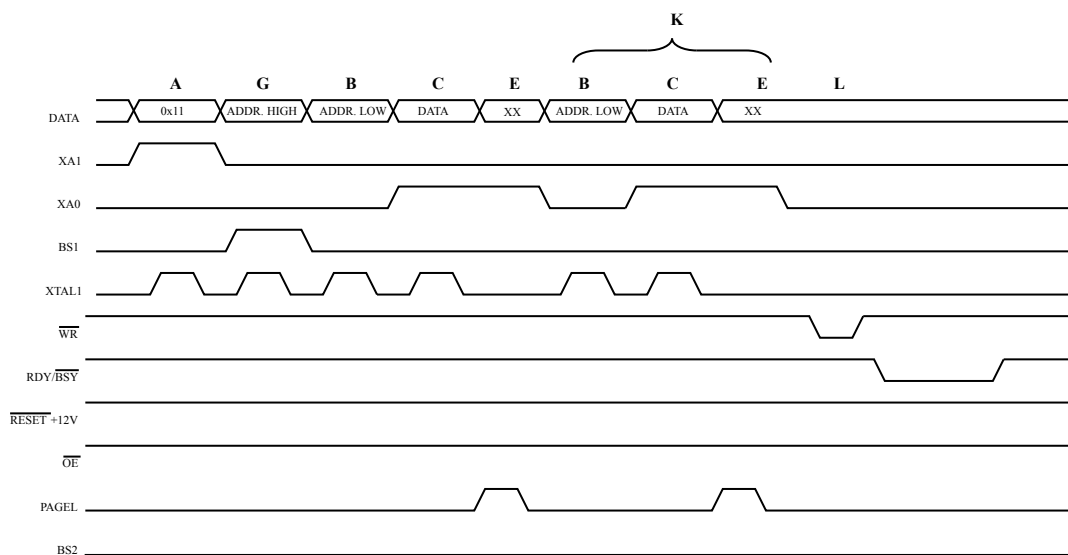 K
A G B C E B C E L
DATA 0x11 ADDR. HIGH ADDR. LOW DATA XX ADDR. LOW DATA XX
XA1
XA0
BS1
XTAL1
WR
RDY/BSY
RESET +12V
OE
PAGEL
BS2